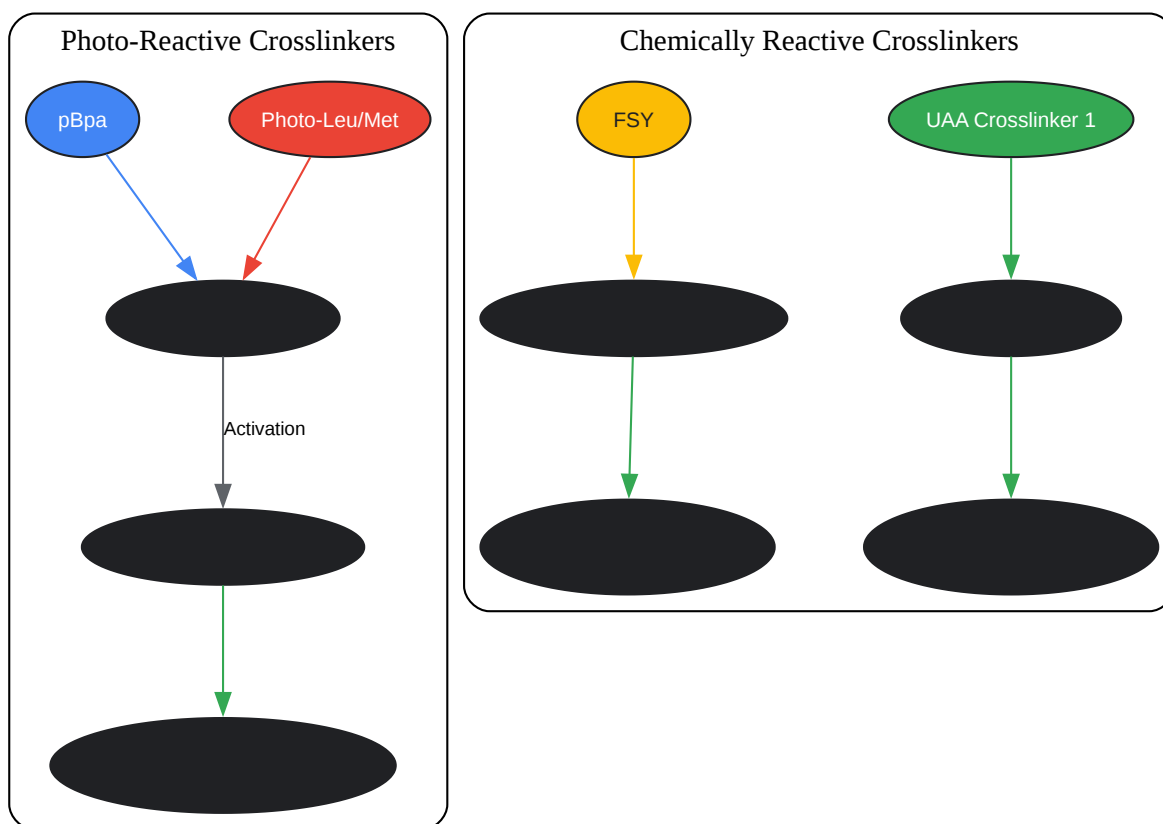 Photo-Reactive Crosslinkers
pBpa
Photo-Leu/Met
Activation
Chemically Reactive Crosslinkers
FSY
UAA Crosslinker 1